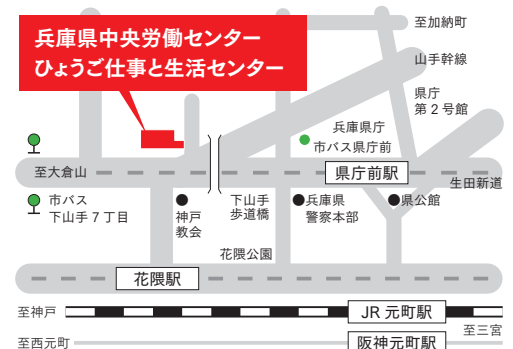 兵庫県中央労働センター
ひょうご仕事と生活センター
至加納町
山手幹線
県庁
第2号館
兵庫県庁
市バス県庁前
至大倉山
県庁前駅
生田新道
市バス
下山手7丁目
神戸
教会
下山手
歩道橋
兵庫県
警察本部
県公館
花隈公園
花隈駅
至神戸
JR 元町駅
至三宮
至西元町
阪神元町駅